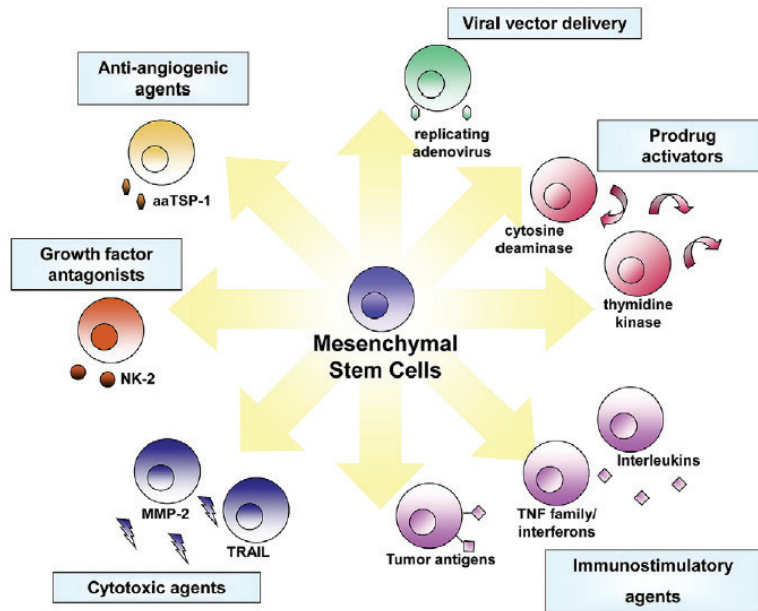 Viral vector delivery
replicating
adenovirus
Anti-angiogenic
agents
aaTSP-1
Prodrug
activators
cytosine
deaminase
thymidine
kinase
Growth factor
antagonists
NK-2
Mesenchymal
Stem Cells
MMP-2
TRAIL
Cytotoxic agents
Tumor antigens
TNF family/
interferons
Interleukins
Immunostimulatory
agents